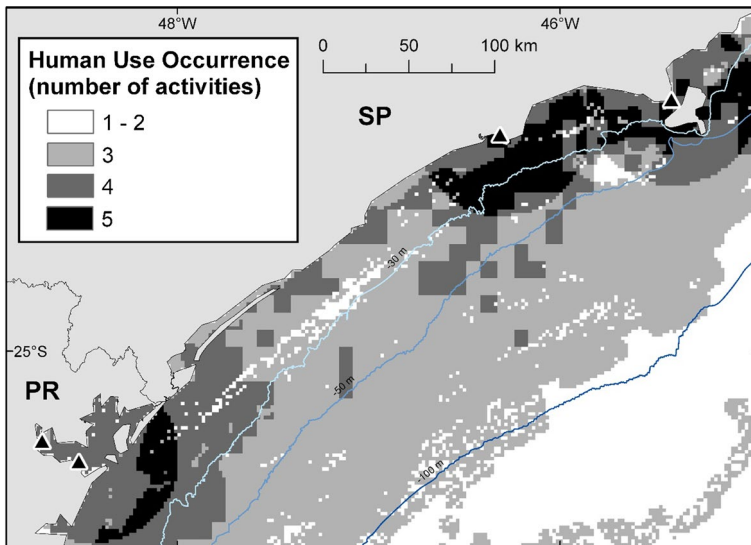 48°W
46°W
Human Use Occurrence
(number of activities)
1 - 2
3
4
5
0 50 100 km
SP
-30 m
25°S
-50 m
PR
-100 m